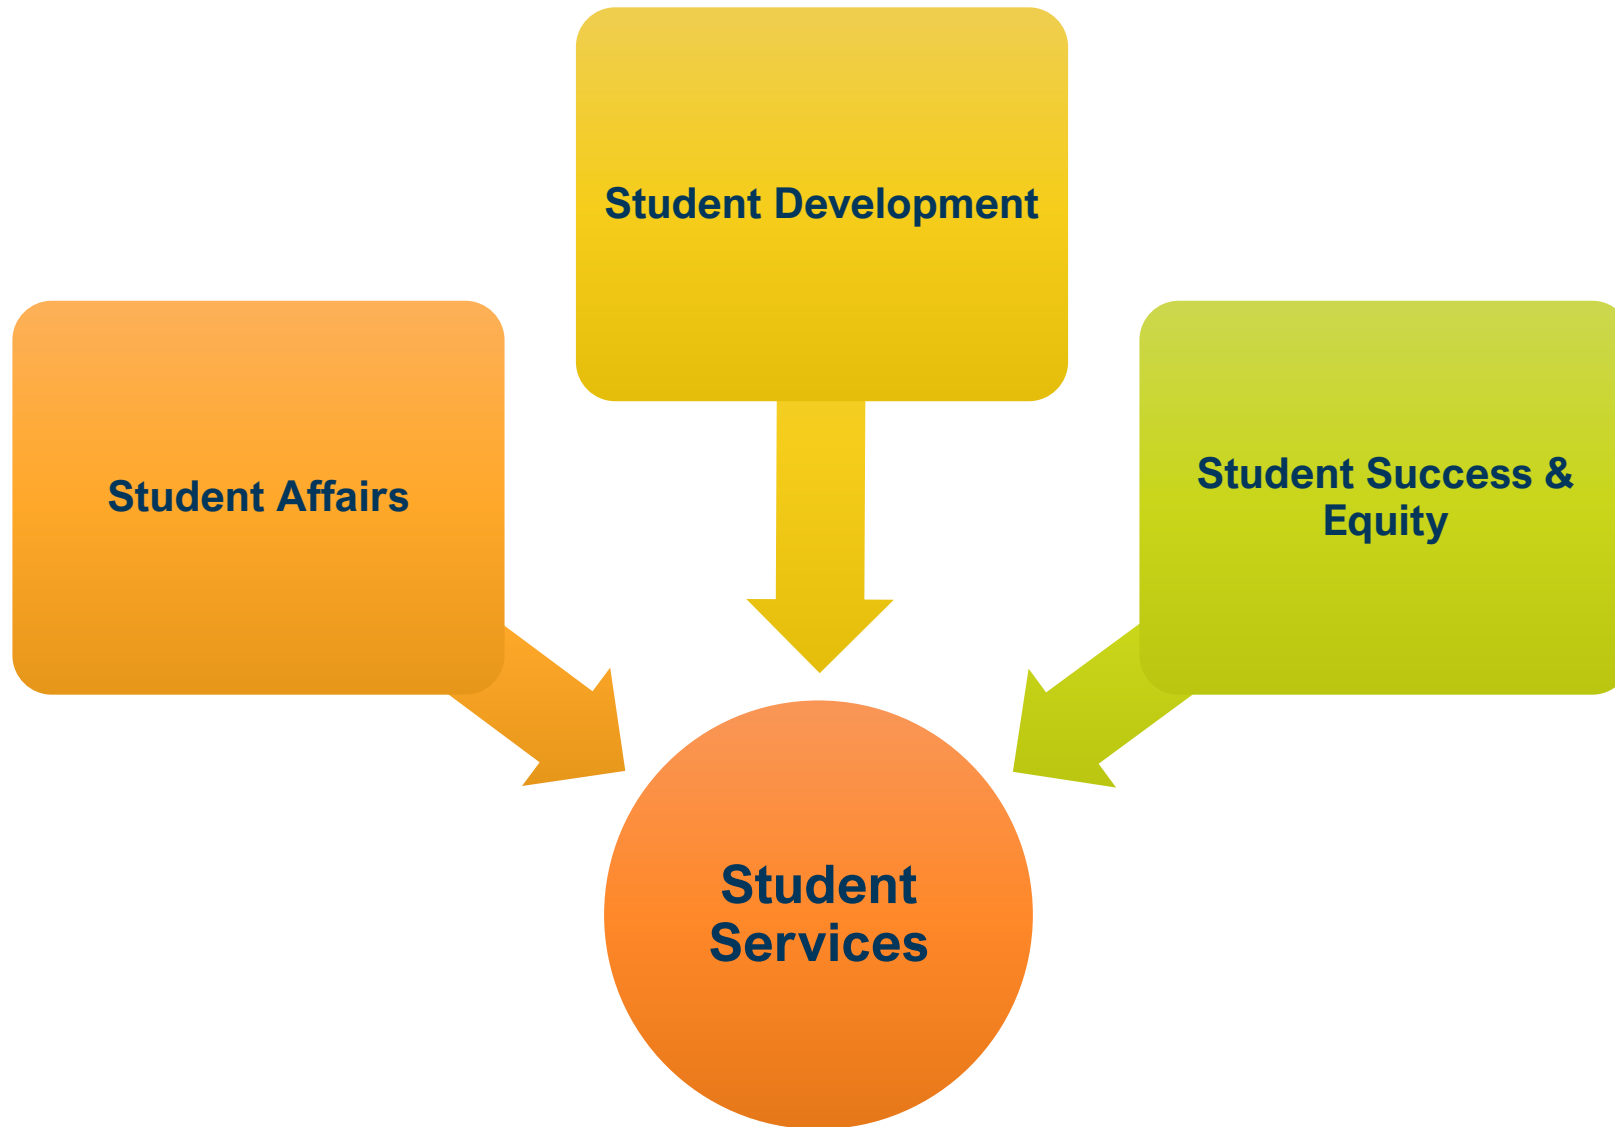 Student Development
Student Affairs
Student Success &
Equity
Student
Services